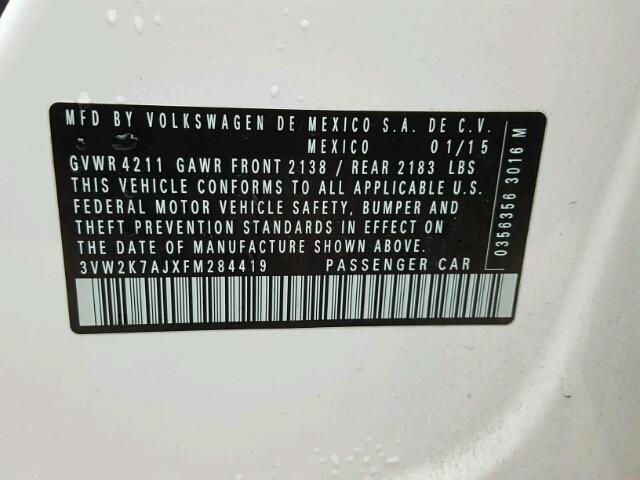 MFD BY VOLKSWAGEN DE MEXICO S.A. DE C.V.
MEXICO 01/15
GVWR 4211 GAWR FRONT 2138 / REAR 2183 LBS
THIS VEHICLE CONFORMS TO ALL APPLICABLE U.S.
FEDERAL MOTOR VEHICLE SAFETY, BUMPER AND
THEFT PREVENTION STANDARDS IN EFFECT ON
THE DATE OF MANUFACTURE SHOWN ABOVE.
3VW2K7AJXFM284419 PASSENGER CAR
0356356 3016 M